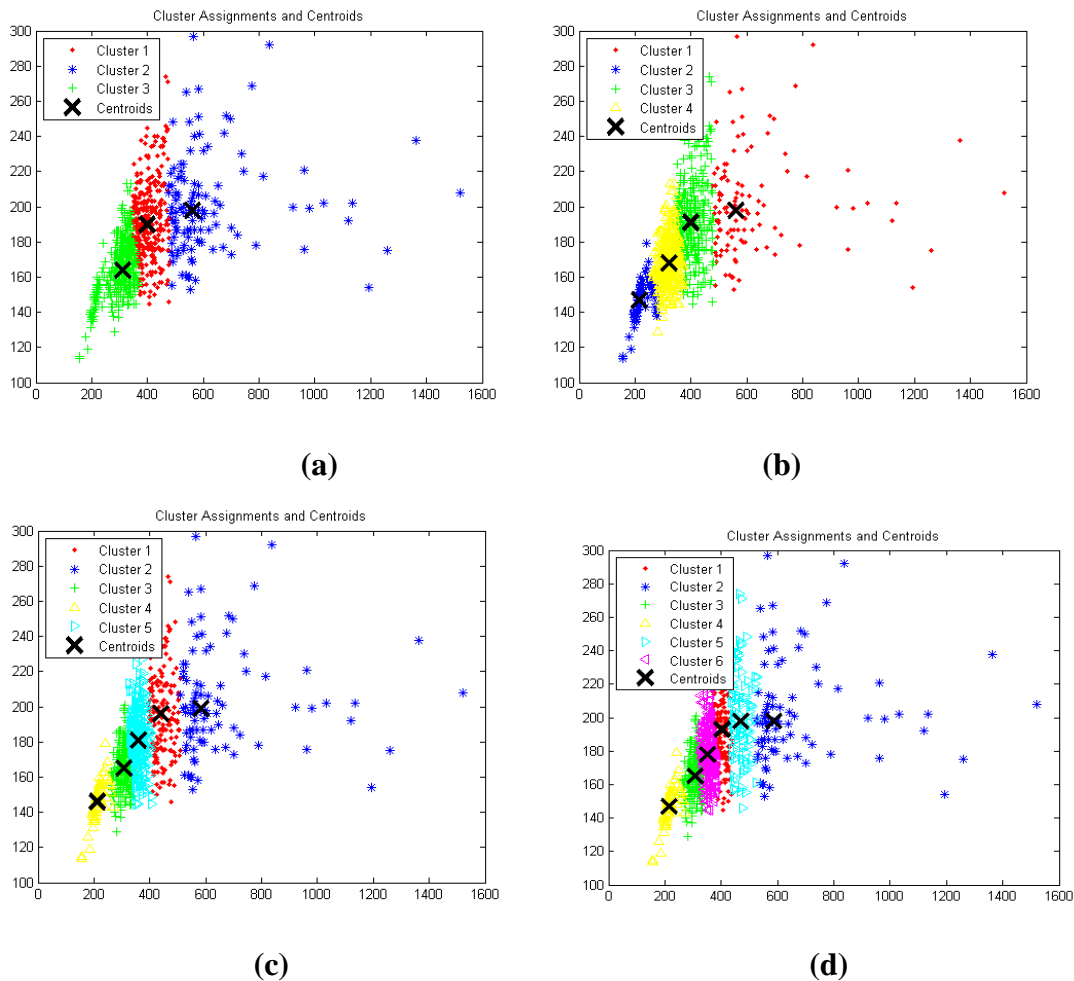 Cluster Assignments and Centroids
300
280
260
240
220
200
180
160
140
120
100
0
200
400
600
800
1000
1200
1400
1600
Cluster 1
Cluster 2
Cluster 3
Centroids
(a)
Cluster Assignments and Centroids
300
280
260
240
220
200
180
160
140
120
100
0
200
400
600
800
1000
1200
1400
1600
Cluster 1
Cluster 2
Cluster 3
Cluster 4
Centroids
(b)
Cluster Assignments and Centroids
300
280
260
240
220
200
180
160
140
120
100
0
200
400
600
800
1000
1200
1400
1600
Cluster 1
Cluster 2
Cluster 3
Cluster 4
Cluster 5
Centroids
(c)
Cluster Assignments and Centroids
300
280
260
240
220
200
180
160
140
120
100
0
200
400
600
800
1000
1200
1400
1600
Cluster 1
Cluster 2
Cluster 3
Cluster 4
Cluster 5
Cluster 6
Centroids
(d)